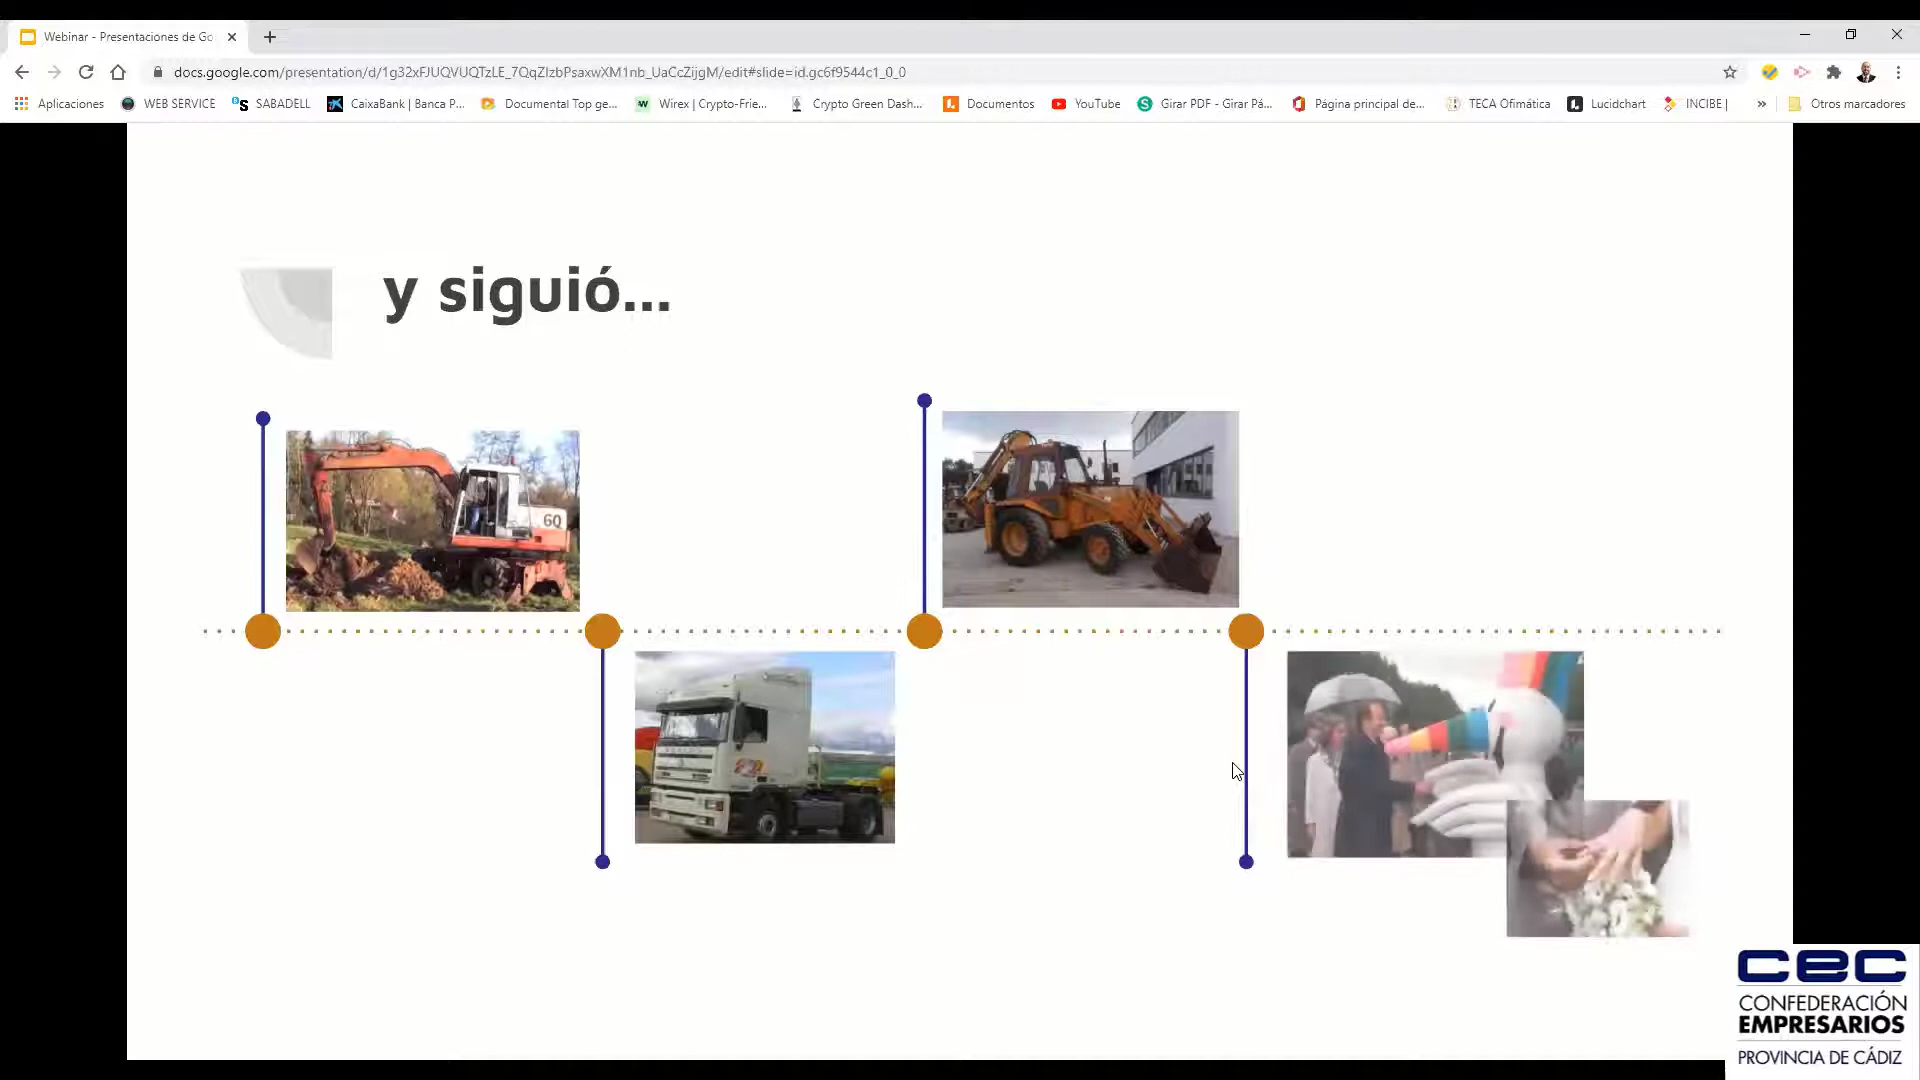 Webinar - Presentaciones de Go
docs.google.com/presentation/d/1g32xFJUQVUQTzLE_7QqZIzbPsaxwXM1nb_UaCcZijgM/edit#slide=id.gc6f9544c1_0_0
Aplicaciones
WEB SERVICE
SABADELL
CaixaBank | Banca P...
Documental Top ge...
Wirex | Crypto-Frie...
Crypto Green Dash...
Documentos
YouTube
Girar PDF - Girar Pá...
Página principal de...
TECA Ofimática
Lucidchart
INCIBE |
Otros marcadores
y siguió...
6Q
cec
CONFEDERACIÓN
EMPRESARIOS
PROVINCIA DE CÁDIZ